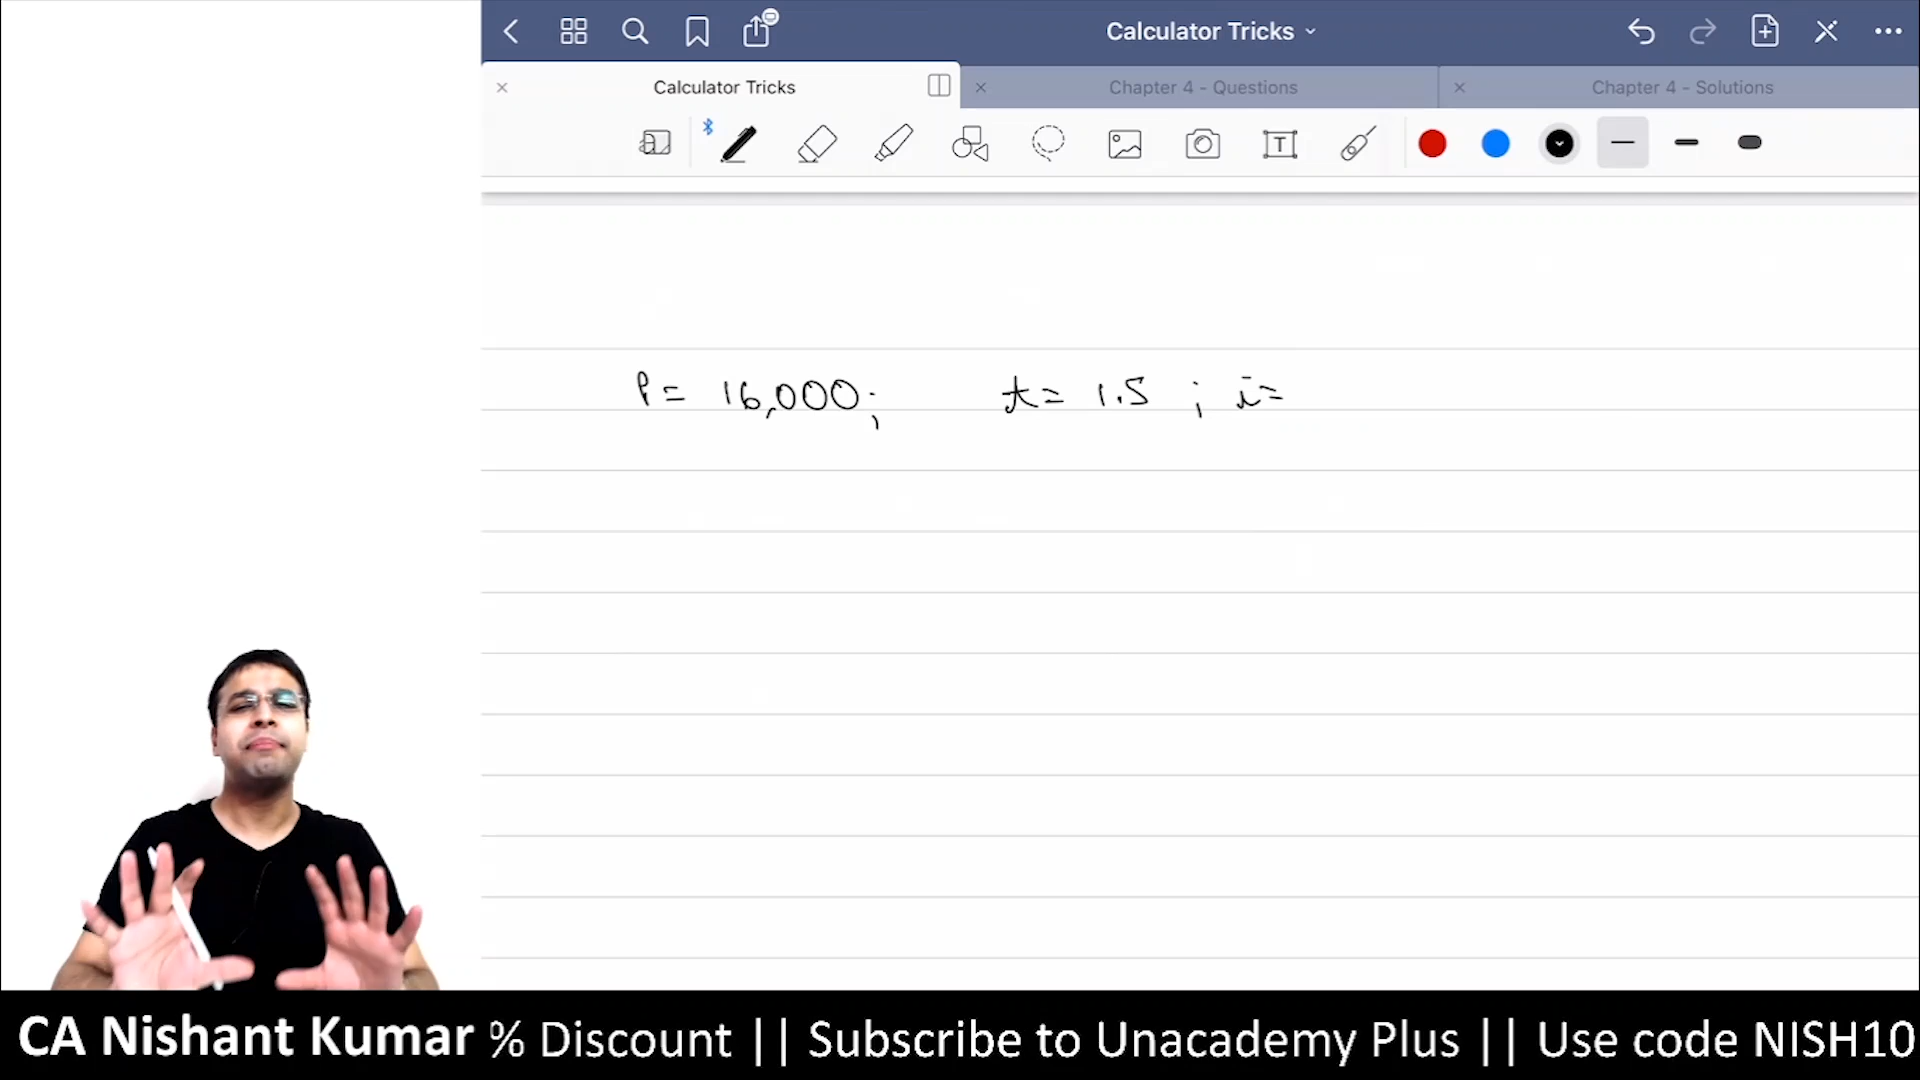 Calculator Tricks
Calculator Tricks
Chapter 4 - Questions
Chapter 4 - Solutions
P = 16,000; t = 1.5 ; i =
CA Nishant Kumar % Discount || Subscribe to Unacademy Plus || Use code NISH10